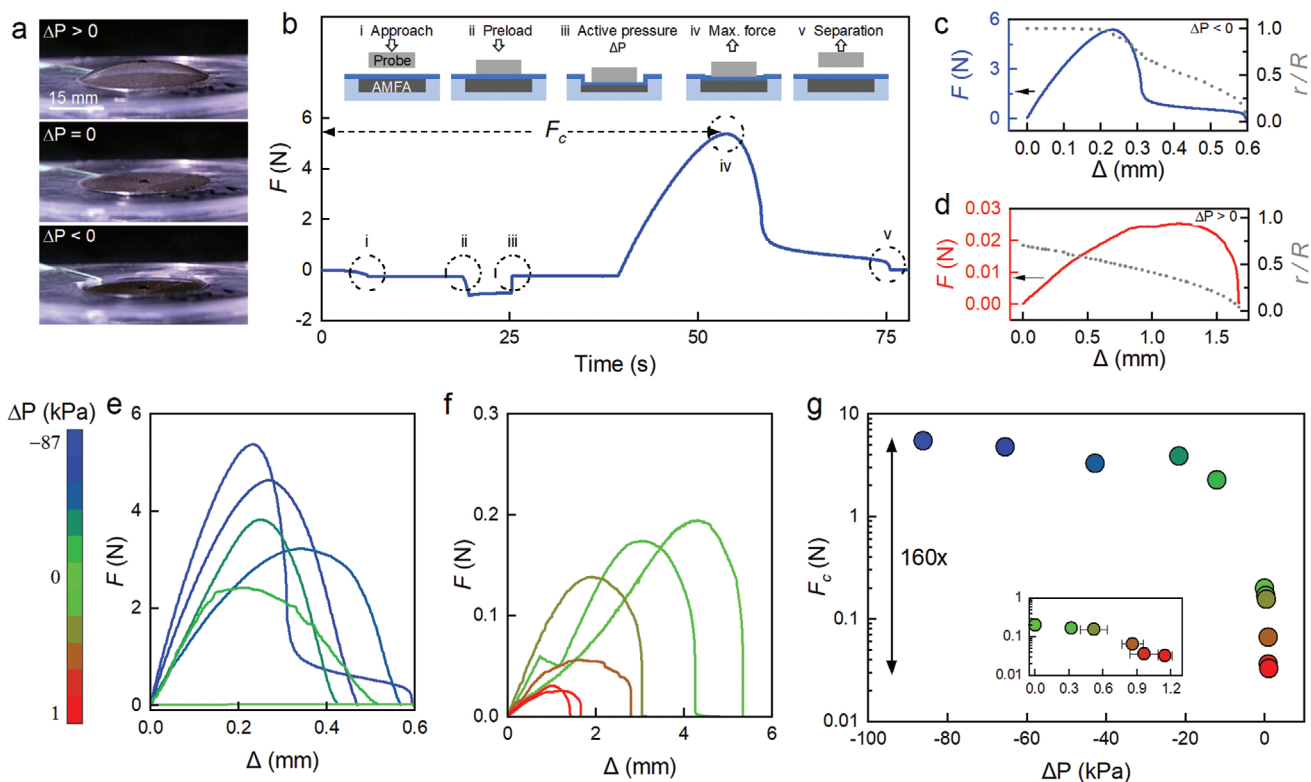 a
ΔP > 0
15 mm
ΔP = 0
ΔP < 0
b
i Approach
ii Preload
iii Active pressure
ΔP
iv Max. force
v Separation
Probe
AMFA
F_c
i
ii
iii
iv
v
F (N)
6
4
2
0
-2
0
25
50
75
Time (s)
c
ΔP < 0
F (N)
6
3
0
r / R
1.0
0.5
0.0
0.0 0.1 0.2 0.3 0.4 0.5 0.6
Δ (mm)
d
ΔP > 0
F (N)
0.03
0.02
0.01
0.00
r / R
1.0
0.5
0.0
0.0 0.5 1.0 1.5
Δ (mm)
ΔP (kPa)
−87
0
1
e
F (N)
6
4
2
0
0.0 0.2 0.4 0.6
Δ (mm)
f
F (N)
0.3
0.2
0.1
0.0
0 2 4 6
Δ (mm)
g
F_c (N)
10
1
0.1
0.01
160x
1
0.1
0.01
0.0 0.3 0.6 0.9 1.2
-100 -80 -60 -40 -20 0
ΔP (kPa)